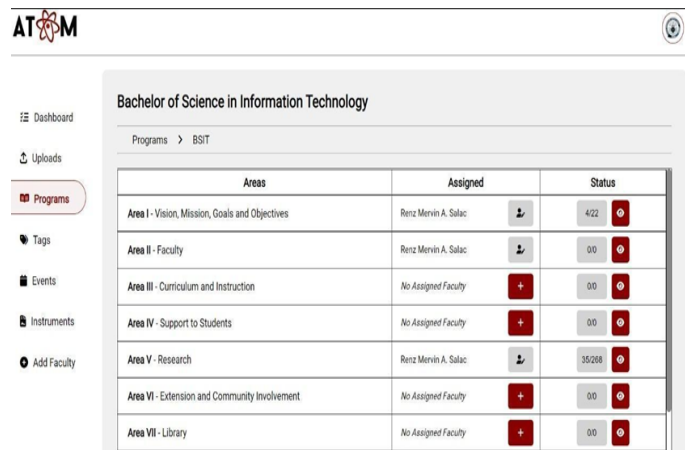 ATOM
Bachelor of Science in Information Technology
Dashboard
Programs > BSIT
Uploads
Areas Assigned Status
Programs
Area I - Vision, Mission, Goals and Objectives Renz Mervin A. Salac 4/22
Tags
Area II - Faculty Renz Mervin A. Salac 0/0
Events
Area III - Curriculum and Instruction No Assigned Faculty + 0/0
Instruments
Area IV - Support to Students No Assigned Faculty + 0/0
Add Faculty
Area V - Research Renz Mervin A. Salac 35/268
Area VI - Extension and Community Involvement No Assigned Faculty + 0/0
Area VII - Library No Assigned Faculty + 0/0